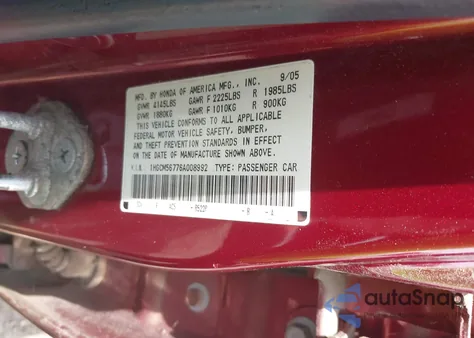 MFD. BY HONDA OF AMERICA MFG., INC. 9/05
GVWR 4145LBS GAWR F 2225LBS R 1985LBS
GVWR 1880KG GAWR F 1010KG R 900KG
THIS VEHICLE CONFORMS TO ALL APPLICABLE
FEDERAL MOTOR VEHICLE SAFETY, BUMPER,
AND THEFT PREVENTION STANDARDS IN EFFECT
ON THE DATE OF MANUFACTURE SHOWN ABOVE.
V.I.N. 1HGCM56776A008992 TYPE: PASSENGER CAR
autoSnap